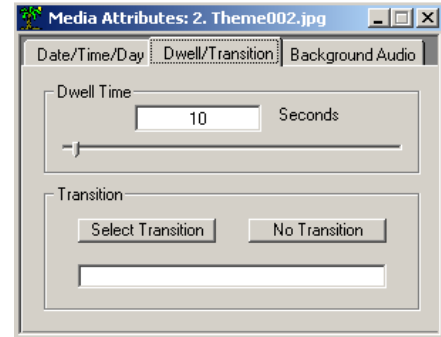 Media Attributes: 2. Theme002.jpg
Date/Time/Day Dwell/Transition Background Audio
Dwell Time
10 Seconds
Transition
Select Transition No Transition